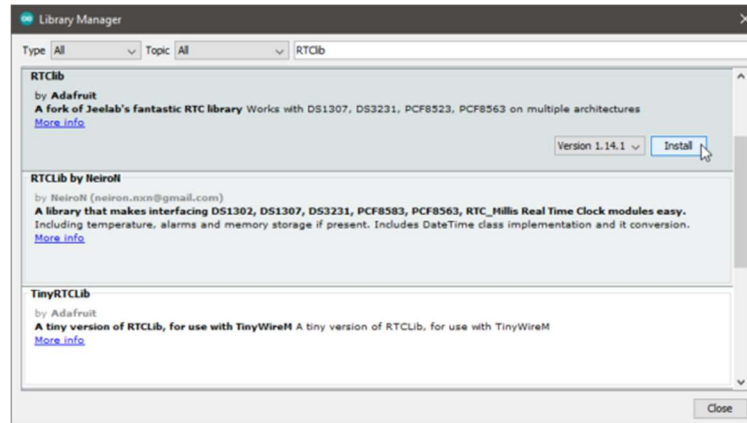 Library Manager
Type All Topic All RTClib
RTClib
by Adafruit
A fork of Jeelab's fantastic RTC library Works with DS1307, DS3231, PCF8523, PCF8563 on multiple architectures
More info
Version 1.14.1 Install
RTCLib by NeiroN
by NeiroN (neiron.nxn@gmail.com)
A library that makes interfacing DS1302, DS1307, DS3231, PCF8583, PCF8563, RTC_Millis Real Time Clock modules easy.
Including temperature, alarms and memory storage if present. Includes DateTime class implementation and it conversion.
More info
TinyRTCLib
by Adafruit
A tiny version of RTCLib, for use with TinyWireM A tiny version of RTCLib, for use with TinyWireM
More info
Close